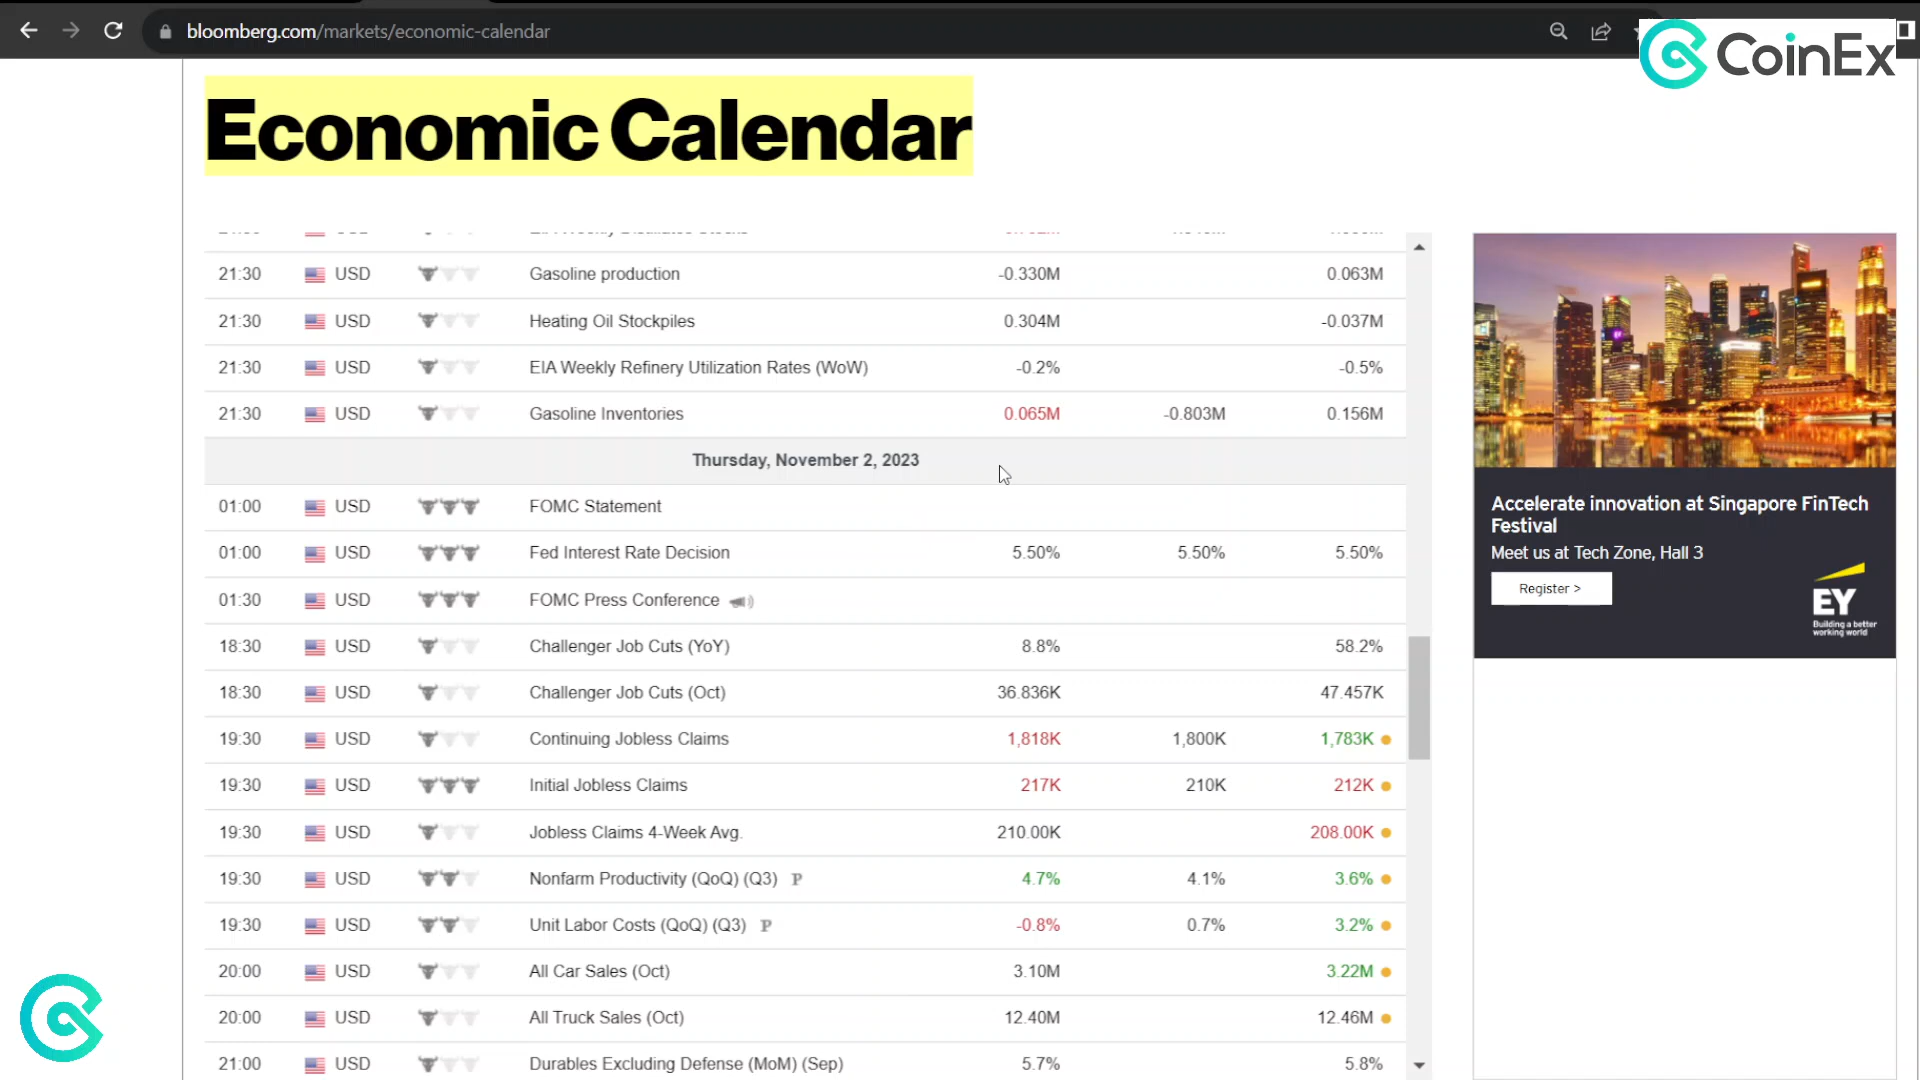 bloomberg.com/markets/economic-calendar
CoinEx
Economic Calendar
21:30 USD Gasoline production -0.330M 0.063M
21:30 USD Heating Oil Stockpiles 0.304M -0.037M
21:30 USD EIA Weekly Refinery Utilization Rates (WoW) -0.2% -0.5%
21:30 USD Gasoline Inventories 0.065M -0.803M 0.156M
Thursday, November 2, 2023
01:00 USD FOMC Statement
01:00 USD Fed Interest Rate Decision 5.50% 5.50% 5.50%
01:30 USD FOMC Press Conference
18:30 USD Challenger Job Cuts (YoY) 8.8% 58.2%
18:30 USD Challenger Job Cuts (Oct) 36.836K 47.457K
19:30 USD Continuing Jobless Claims 1,818K 1,800K 1,783K
19:30 USD Initial Jobless Claims 217K 210K 212K
19:30 USD Jobless Claims 4-Week Avg. 210.00K 208.00K
19:30 USD Nonfarm Productivity (QoQ) (Q3) P 4.7% 4.1% 3.6%
19:30 USD Unit Labor Costs (QoQ) (Q3) P -0.8% 0.7% 3.2%
20:00 USD All Car Sales (Oct) 3.10M 3.22M
20:00 USD All Truck Sales (Oct) 12.40M 12.46M
21:00 USD Durables Excluding Defense (MoM) (Sep) 5.7% 5.8%
Accelerate innovation at Singapore FinTech
Festival
Meet us at Tech Zone, Hall 3
Register >
EY
Building a better
working world